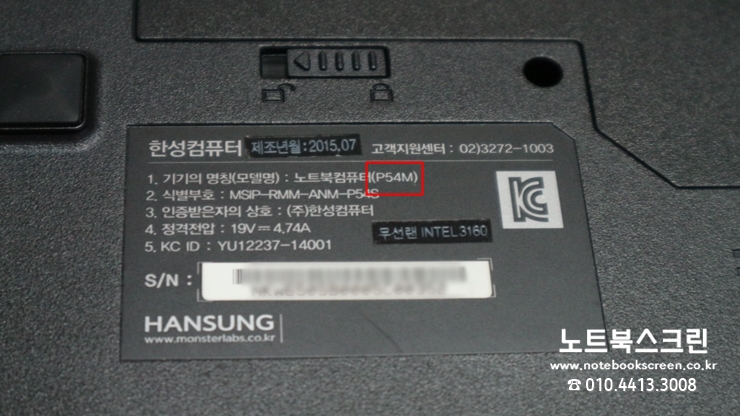 한성컴퓨터 제조년월:2015.07 고객지원센터 : 02)3272-1003
1. 기기의 명칭(모델명) : 노트북컴퓨터(P54M)
2. 식별부호 : MSIP-RMM-ANM-P54S
3. 인증받은자의 상호 : (주)한성컴퓨터
4. 정격전압 : 19V⎓4.74A
무선랜 INTEL3160
5. KC ID : YU12237-14001
S/N :
HANSUNG
www.monsterlabs.co.kr
노트북스크린
www.notebookscreen.co.kr
☎010.4413.3008